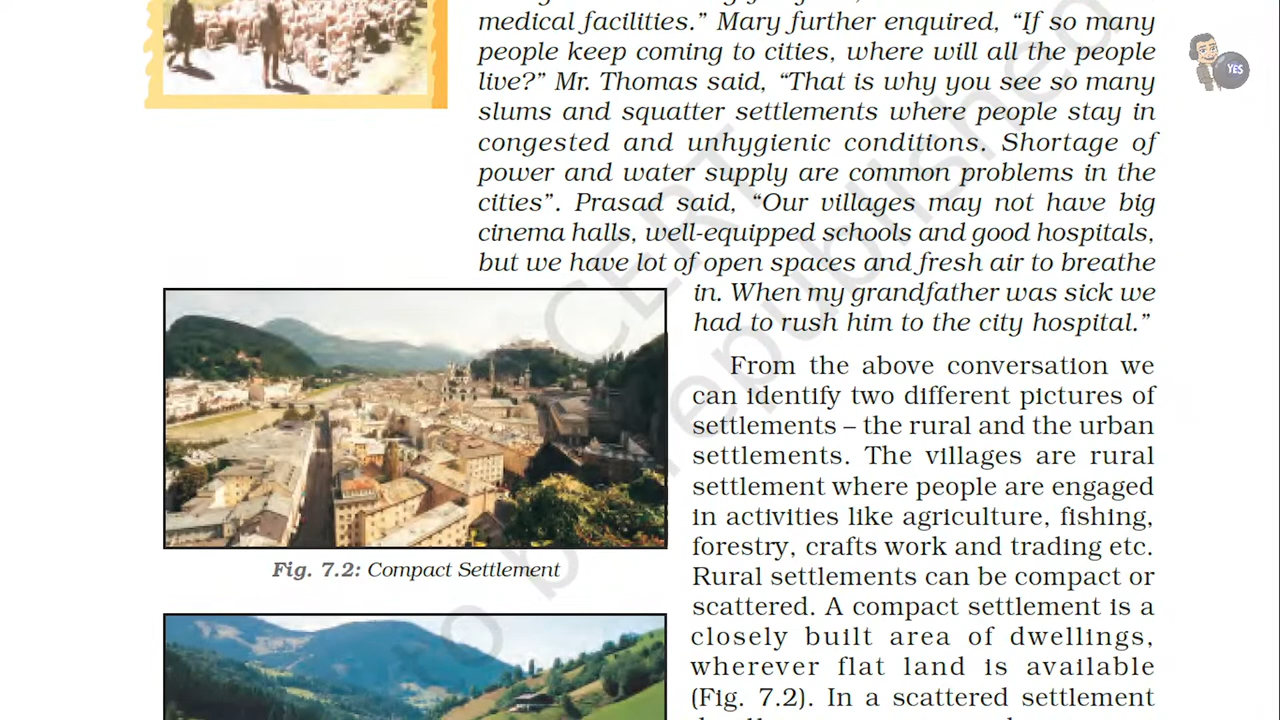 medical facilities.” Mary further enquired, “If so many
people keep coming to cities, where will all the people
live?” Mr. Thomas said, “That is why you see so many
slums and squatter settlements where people stay in
congested and unhygienic conditions. Shortage of
power and water supply are common problems in the
cities”. Prasad said, “Our villages may not have big
cinema halls, well-equipped schools and good hospitals,
but we have lot of open spaces and fresh air to breathe
in. When my grandfather was sick we
had to rush him to the city hospital.”
From the above conversation we
can identify two different pictures of
settlements – the rural and the urban
settlements. The villages are rural
settlement where people are engaged
in activities like agriculture, fishing,
forestry, crafts work and trading etc.
Rural settlements can be compact or
scattered. A compact settlement is a
closely built area of dwellings,
wherever flat land is available
(Fig. 7.2). In a scattered settlement
Fig. 7.2: Compact Settlement
YES